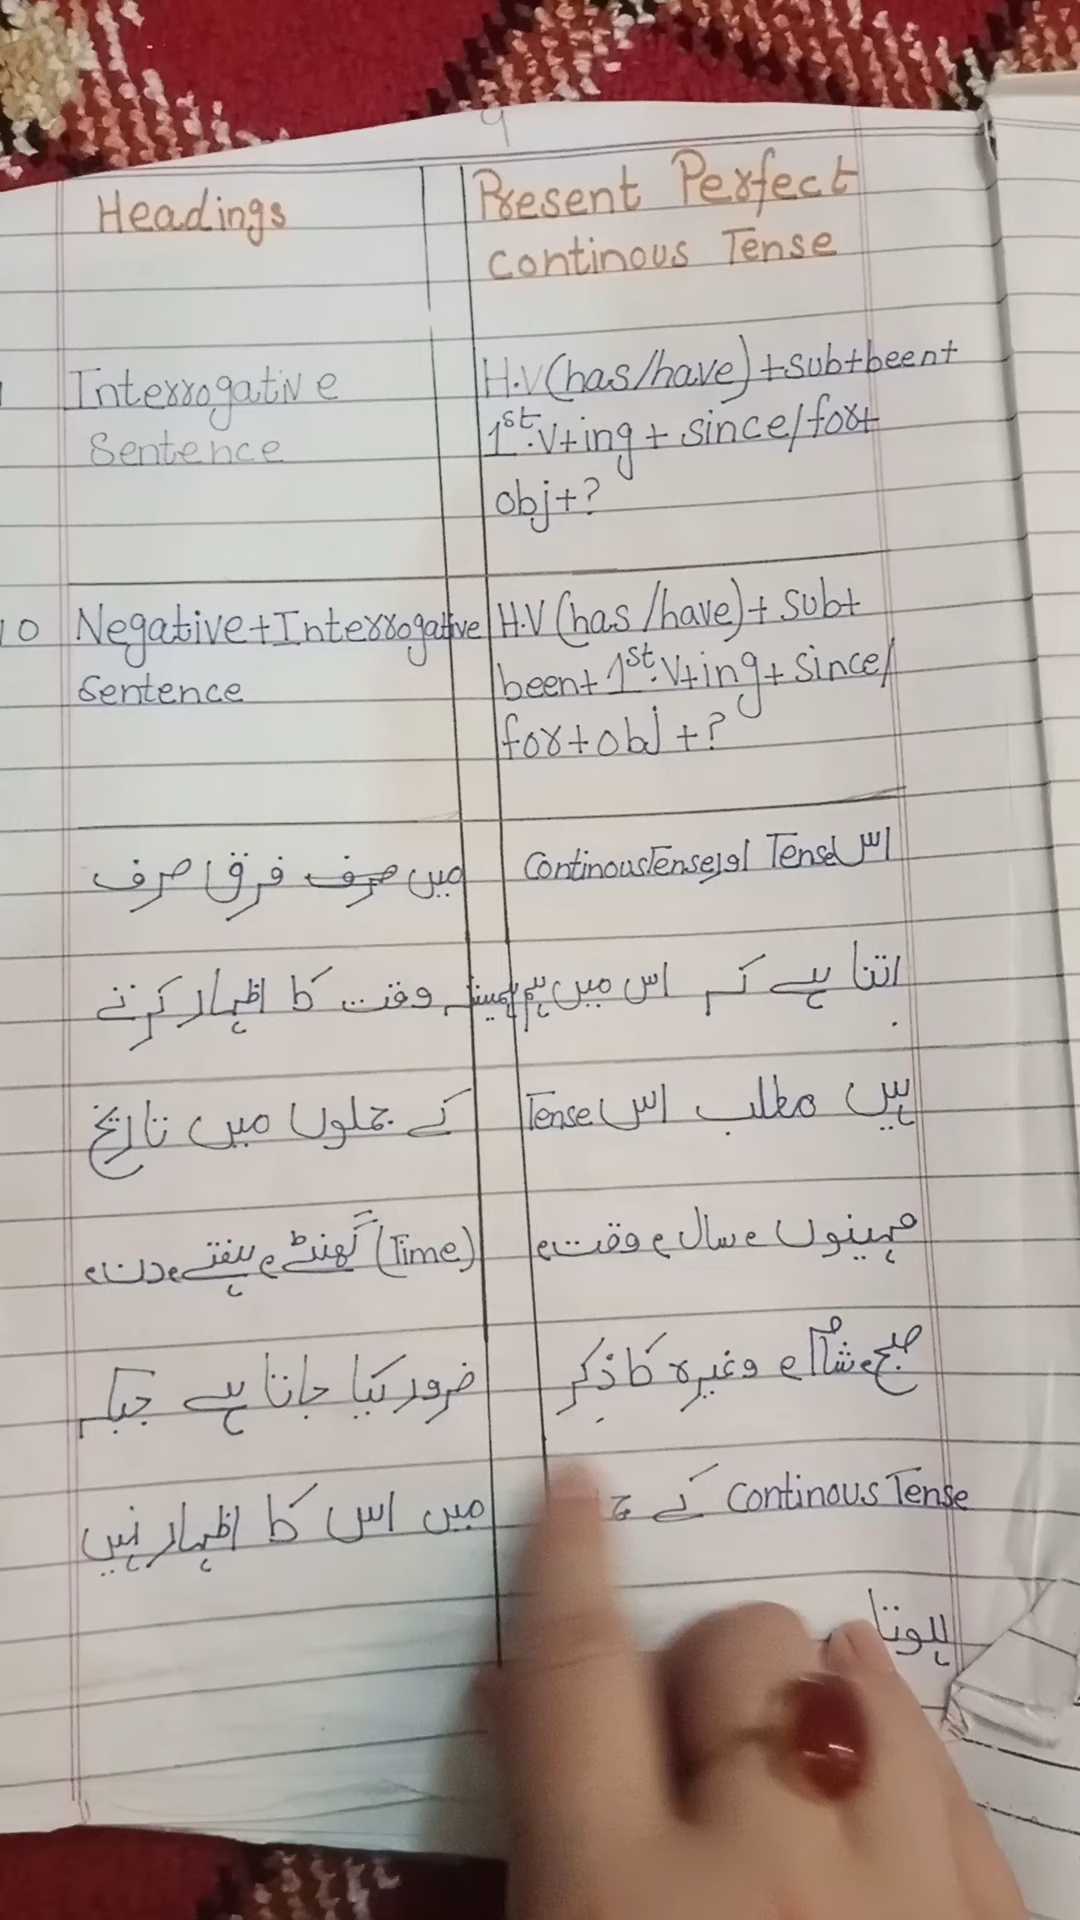 9
Headings
Present Perfect
Continous Tense
Interrogative
Sentence
H.V(has/have)+sub+been+
1st.V+ing+since/for+
obj+?
10 Negative+Interrogative
Sentence
H.V(has/have)+sub+
been+1st.V+ing+since/
for+obj+?
اس Tense اور Continous Tense میں صرف فرق صرف
اتنا ہے کہ اس میں ہم ہمیشہ وقت کا اظہار کرتے
ہیں مطلب اس Tense کے جملوں میں تاریخ
مہینوں، سال، وقت، (Time) گھنٹے، ہفتے، دن،
صبح، شام، وغیرہ کا ذکر ضرور کیا جاتا ہے جبکہ
Continous Tense کے میں اس کا اظہار نہیں
ہوتا